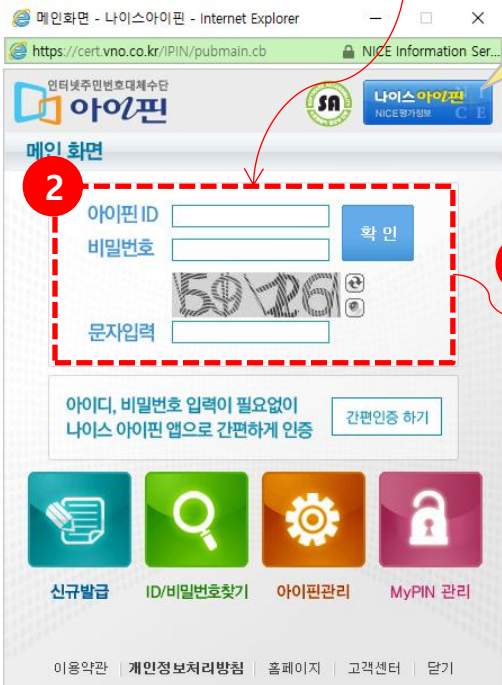 메인화면 - 나이스아이핀 - Internet Explorer
https://cert.vno.co.kr/IPIN/pubmain.cb
NICE Information Ser...
인터넷주민번호대체수단
아이핀
SA
나이스 아이핀
NICE평가정보
메인 화면
2
아이핀 ID
비밀번호
확 인
문자입력
아이디, 비밀번호 입력이 필요없이
나이스 아이핀 앱으로 간편하게 인증
간편인증 하기
신규발급
ID/비밀번호찾기
아이핀관리
MyPIN 관리
이용약관 | 개인정보처리방침 | 홈페이지 | 고객센터 | 닫기